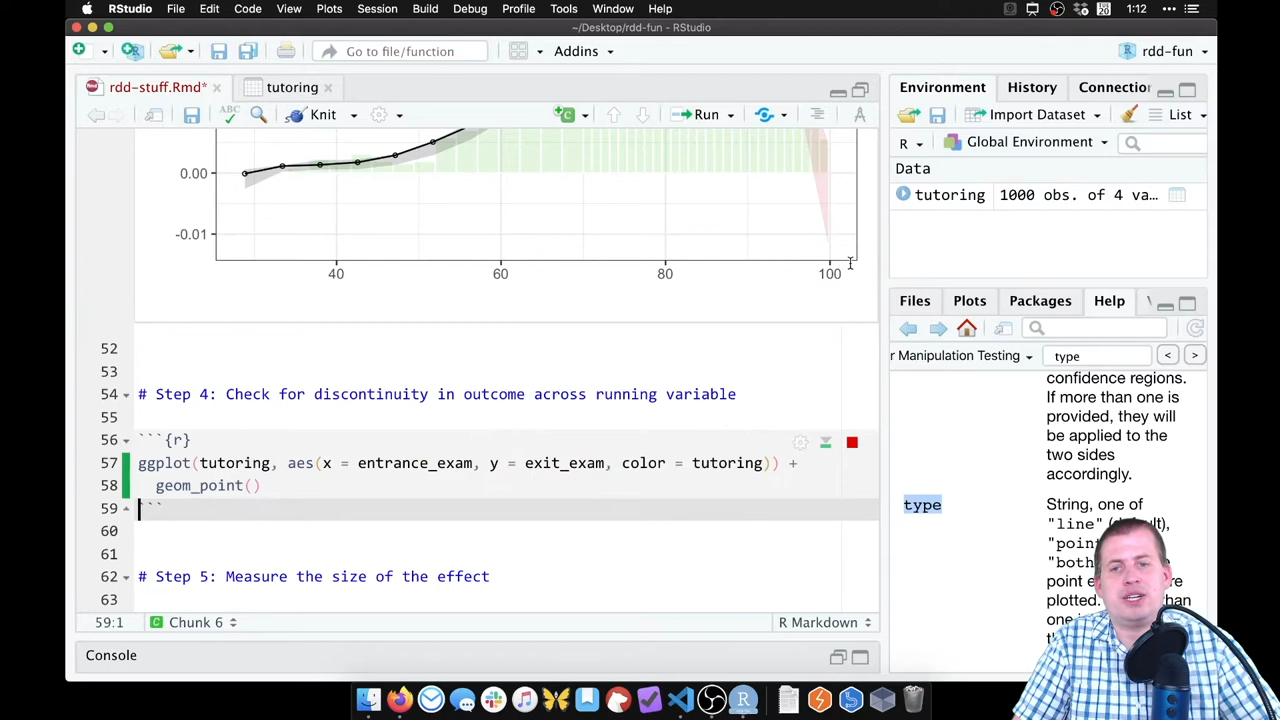 RStudio File Edit Code View Plots Session Build Debug Profile Tools Window Help 1:12
~/Desktop/rdd-fun - RStudio
Go to file/function Addins rdd-fun
rdd-stuff.Rmd* tutoring
Environment History Connection
ABC Knit Run
Import Dataset List
R Global Environment
Data
tutoring 1000 obs. of 4 va…
0.00
-0.01
40 60 80 100
Files Plots Packages Help
r Manipulation Testing type
52
53
54 # Step 4: Check for discontinuity in outcome across running variable
55
56 ```{r}
57 ggplot(tutoring, aes(x = entrance_exam, y = exit_exam, color = tutoring)) +
58 geom_point()
59 ```
60
61
62 # Step 5: Measure the size of the effect
63
59:1 Chunk 6 R Markdown
Console
confidence regions.
If more than one is
provided, they will
be applied to the
two sides
accordingly.
type String, one of
"line"
"both
point
plotted.